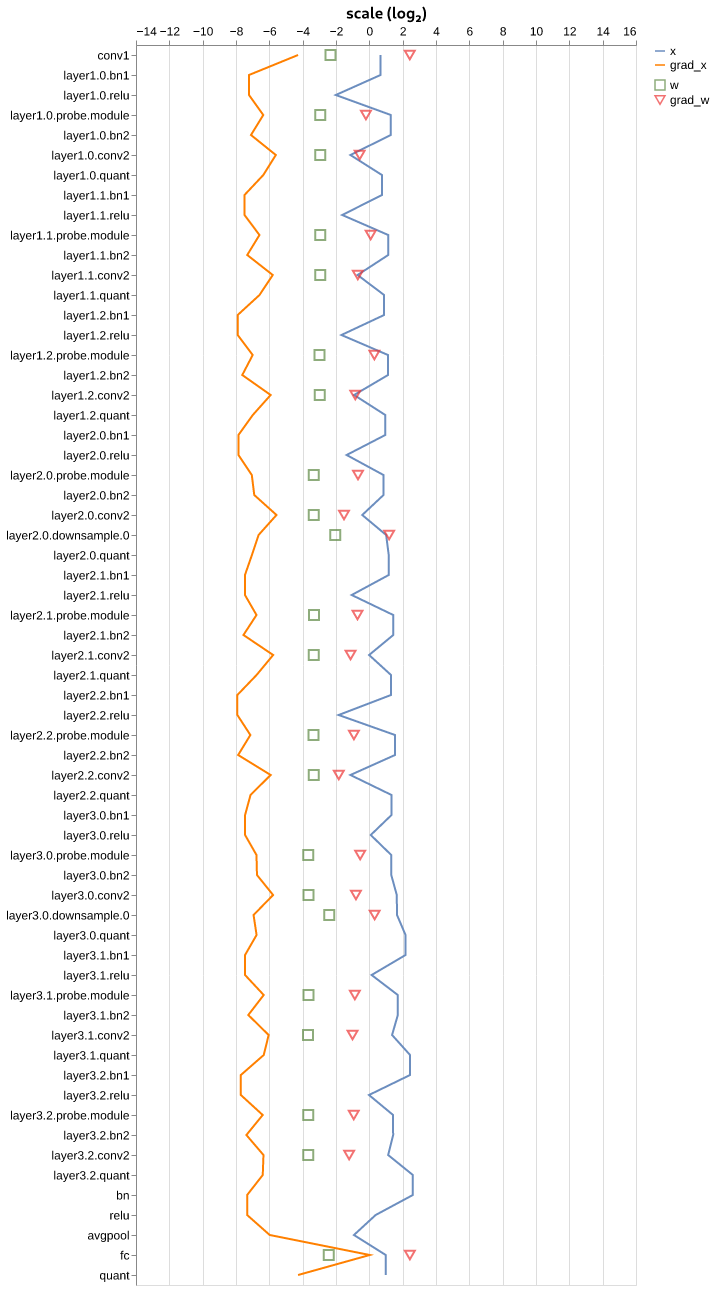 scale (log₂)
−14 −12 −10 −8 −6 −4 −2 0 2 4 6 8 10 12 14 16
x
grad_x
w
grad_w
conv1
layer1.0.bn1
layer1.0.relu
layer1.0.probe.module
layer1.0.bn2
layer1.0.conv2
layer1.0.quant
layer1.1.bn1
layer1.1.relu
layer1.1.probe.module
layer1.1.bn2
layer1.1.conv2
layer1.1.quant
layer1.2.bn1
layer1.2.relu
layer1.2.probe.module
layer1.2.bn2
layer1.2.conv2
layer1.2.quant
layer2.0.bn1
layer2.0.relu
layer2.0.probe.module
layer2.0.bn2
layer2.0.conv2
layer2.0.downsample.0
layer2.0.quant
layer2.1.bn1
layer2.1.relu
layer2.1.probe.module
layer2.1.bn2
layer2.1.conv2
layer2.1.quant
layer2.2.bn1
layer2.2.relu
layer2.2.probe.module
layer2.2.bn2
layer2.2.conv2
layer2.2.quant
layer3.0.bn1
layer3.0.relu
layer3.0.probe.module
layer3.0.bn2
layer3.0.conv2
layer3.0.downsample.0
layer3.0.quant
layer3.1.bn1
layer3.1.relu
layer3.1.probe.module
layer3.1.bn2
layer3.1.conv2
layer3.1.quant
layer3.2.bn1
layer3.2.relu
layer3.2.probe.module
layer3.2.bn2
layer3.2.conv2
layer3.2.quant
bn
relu
avgpool
fc
quant